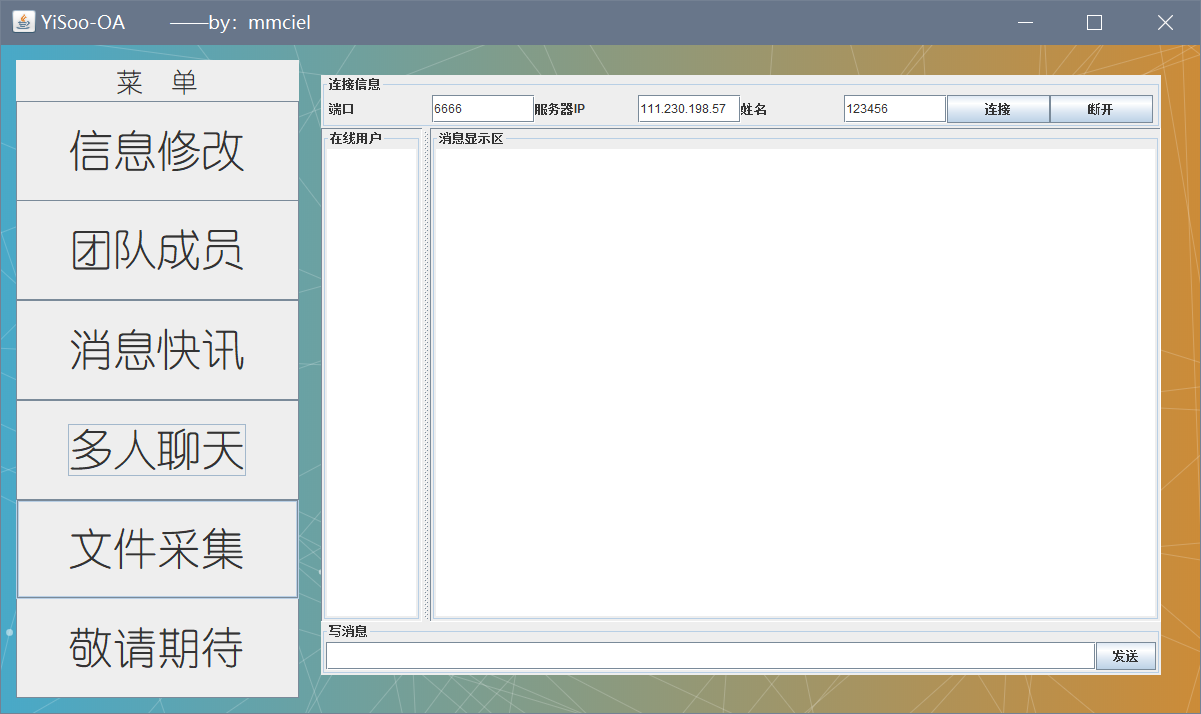 YiSoo-OA ——by：mmciel
菜 单
信息修改
团队成员
消息快讯
多人聊天
文件采集
敬请期待
连接信息
端口 6666 服务器IP 111.230.198.57 姓名 123456 连接 断开
在线用户 消息显示区
写消息
发送